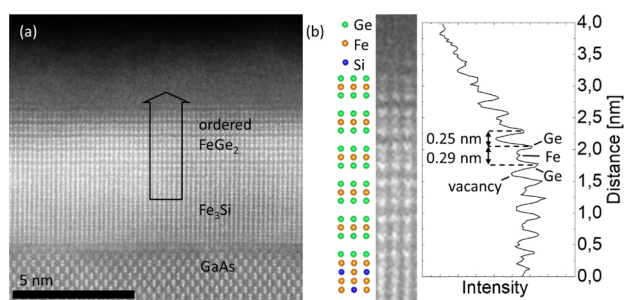 (a)
ordered
FeGe2
Fe3Si
GaAs
5 nm
(b)
Ge
Fe
Si
0.25 nm
0.29 nm
vacancy
Ge
Fe
Ge
4,0
3,5
3,0
2,5
2,0
1,5
1,0
0,5
0,0
Distance [nm]
Intensity